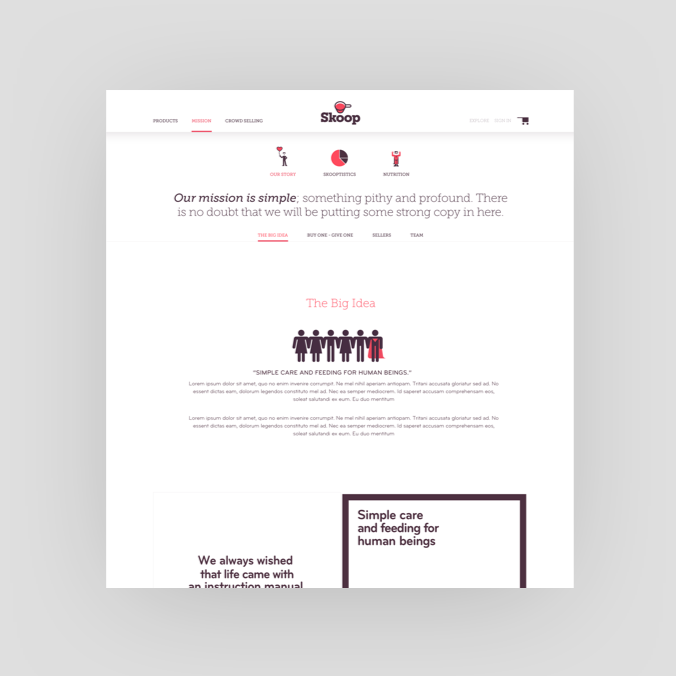 PRODUCTS MISSION CROWD SELLING
Skoop
SIGN IN
OUR STORY SKOOPTISTICS NUTRITION
Our mission is simple; something pithy and profound. There
is no doubt that we will be putting some strong copy in here.
THE BIG IDEA BUY ONE - GIVE ONE SELLERS TEAM
The Big Idea
"SIMPLE CARE AND FEEDING FOR HUMAN BEINGS."
Lorem ipsum dolor sit amet, quo no enim invenire corrumpit. Ne mel nihil aperiam antiopam. Tritani accusata gloriatur sed ad. No
essent dictas eam, dolorum legendos constituto mel ad. Nec ea semper mediocrem. Id saperet accusam comprehensam eos,
soleat salutandi ex eum. Eu duo mentitum
Lorem ipsum dolor sit amet, quo no enim invenire corrumpit. Ne mel nihil aperiam antiopam. Tritani accusata gloriatur sed ad. No
essent dictas eam, dolorum legendos constituto mel ad. Nec ea semper mediocrem. Id saperet accusam comprehensam eos,
soleat salutandi ex eum. Eu duo mentitum
We always wished
that life came with
an instruction manual
Simple care
and feeding for
human beings